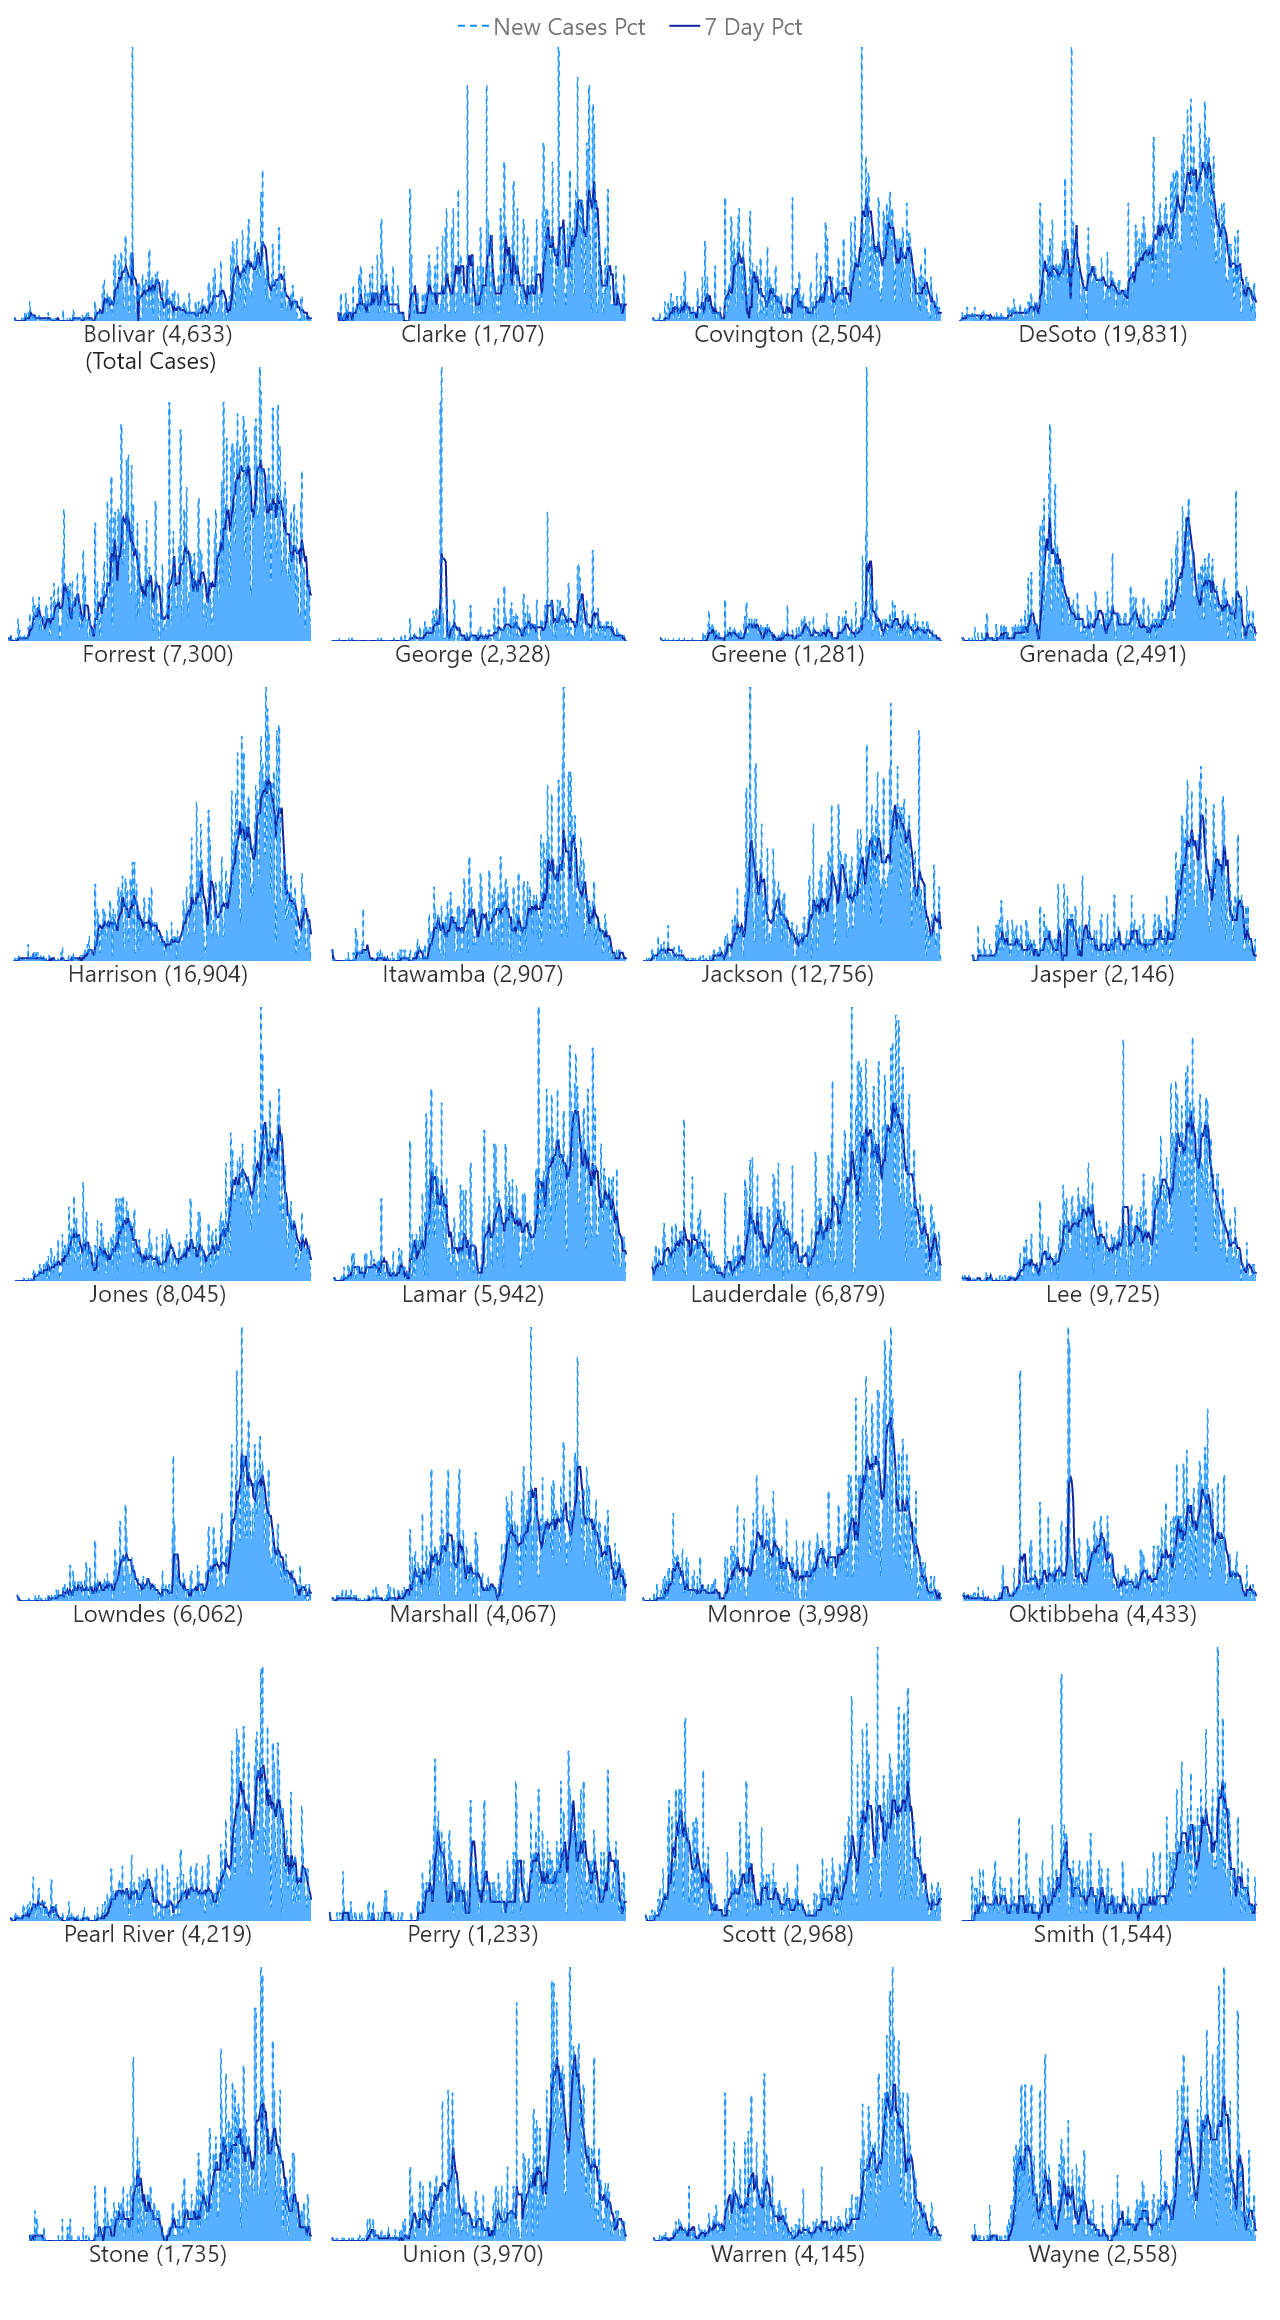 New Cases Pct 7 Day Pct
Bolivar (4,633) Clarke (1,707) Covington (2,504) DeSoto (19,831)
(Total Cases)
Forrest (7,300) George (2,328) Greene (1,281) Grenada (2,491)
Harrison (16,904) Itawamba (2,907) Jackson (12,756) Jasper (2,146)
Jones (8,045) Lamar (5,942) Lauderdale (6,879) Lee (9,725)
Lowndes (6,062) Marshall (4,067) Monroe (3,998) Oktibbeha (4,433)
Pearl River (4,219) Perry (1,233) Scott (2,968) Smith (1,544)
Stone (1,735) Union (3,970) Warren (4,145) Wayne (2,558)